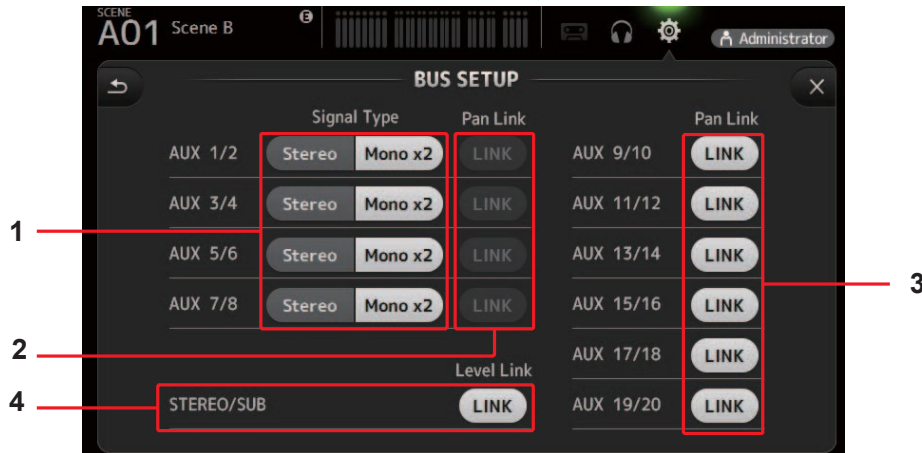 SCENE
A01 Scene B E Administrator
BUS SETUP
Signal Type Pan Link Pan Link
AUX 1/2 Stereo Mono x2 LINK AUX 9/10 LINK
AUX 3/4 Stereo Mono x2 LINK AUX 11/12 LINK
1
AUX 5/6 Stereo Mono x2 LINK AUX 13/14 LINK
3
AUX 7/8 Stereo Mono x2 LINK AUX 15/16 LINK
2
AUX 17/18 LINK
Level Link
4 STEREO/SUB LINK AUX 19/20 LINK